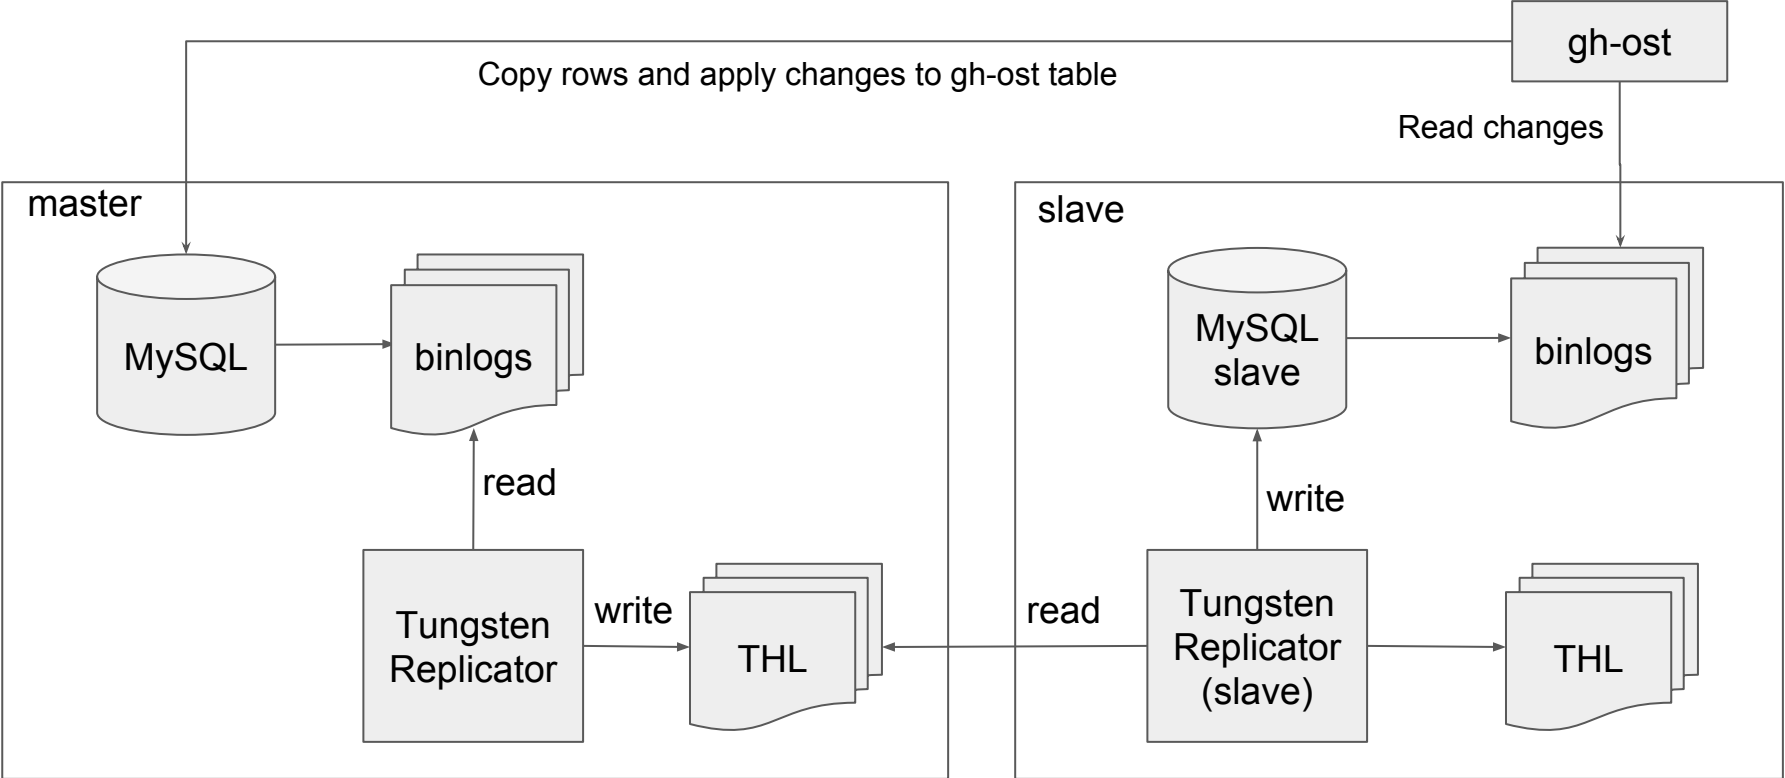 gh-ost
Copy rows and apply changes to gh-ost table
Read changes
master
slave
MySQL
binlogs
MySQL
slave
binlogs
read
write
Tungsten
Replicator
write
THL
read
Tungsten
Replicator
(slave)
THL